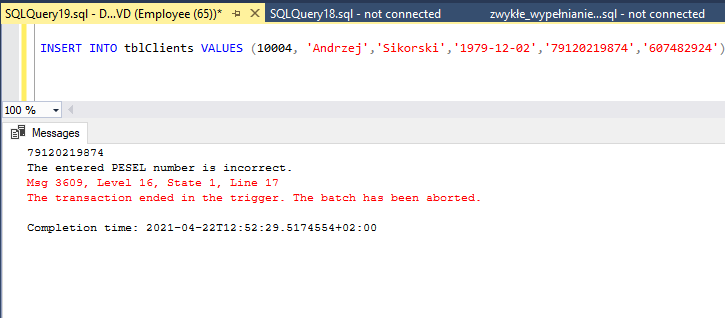 SQLQuery19.sql - D...VD (Employee (65))* SQLQuery18.sql - not connected zwykłe_wypełnianie...sql - not connected
INSERT INTO tblClients VALUES (10004, 'Andrzej','Sikorski','1979-12-02','79120219874','607482924')
100 %
Messages
79120219874
The entered PESEL number is incorrect.
Msg 3609, Level 16, State 1, Line 17
The transaction ended in the trigger. The batch has been aborted.
Completion time: 2021-04-22T12:52:29.5174554+02:00